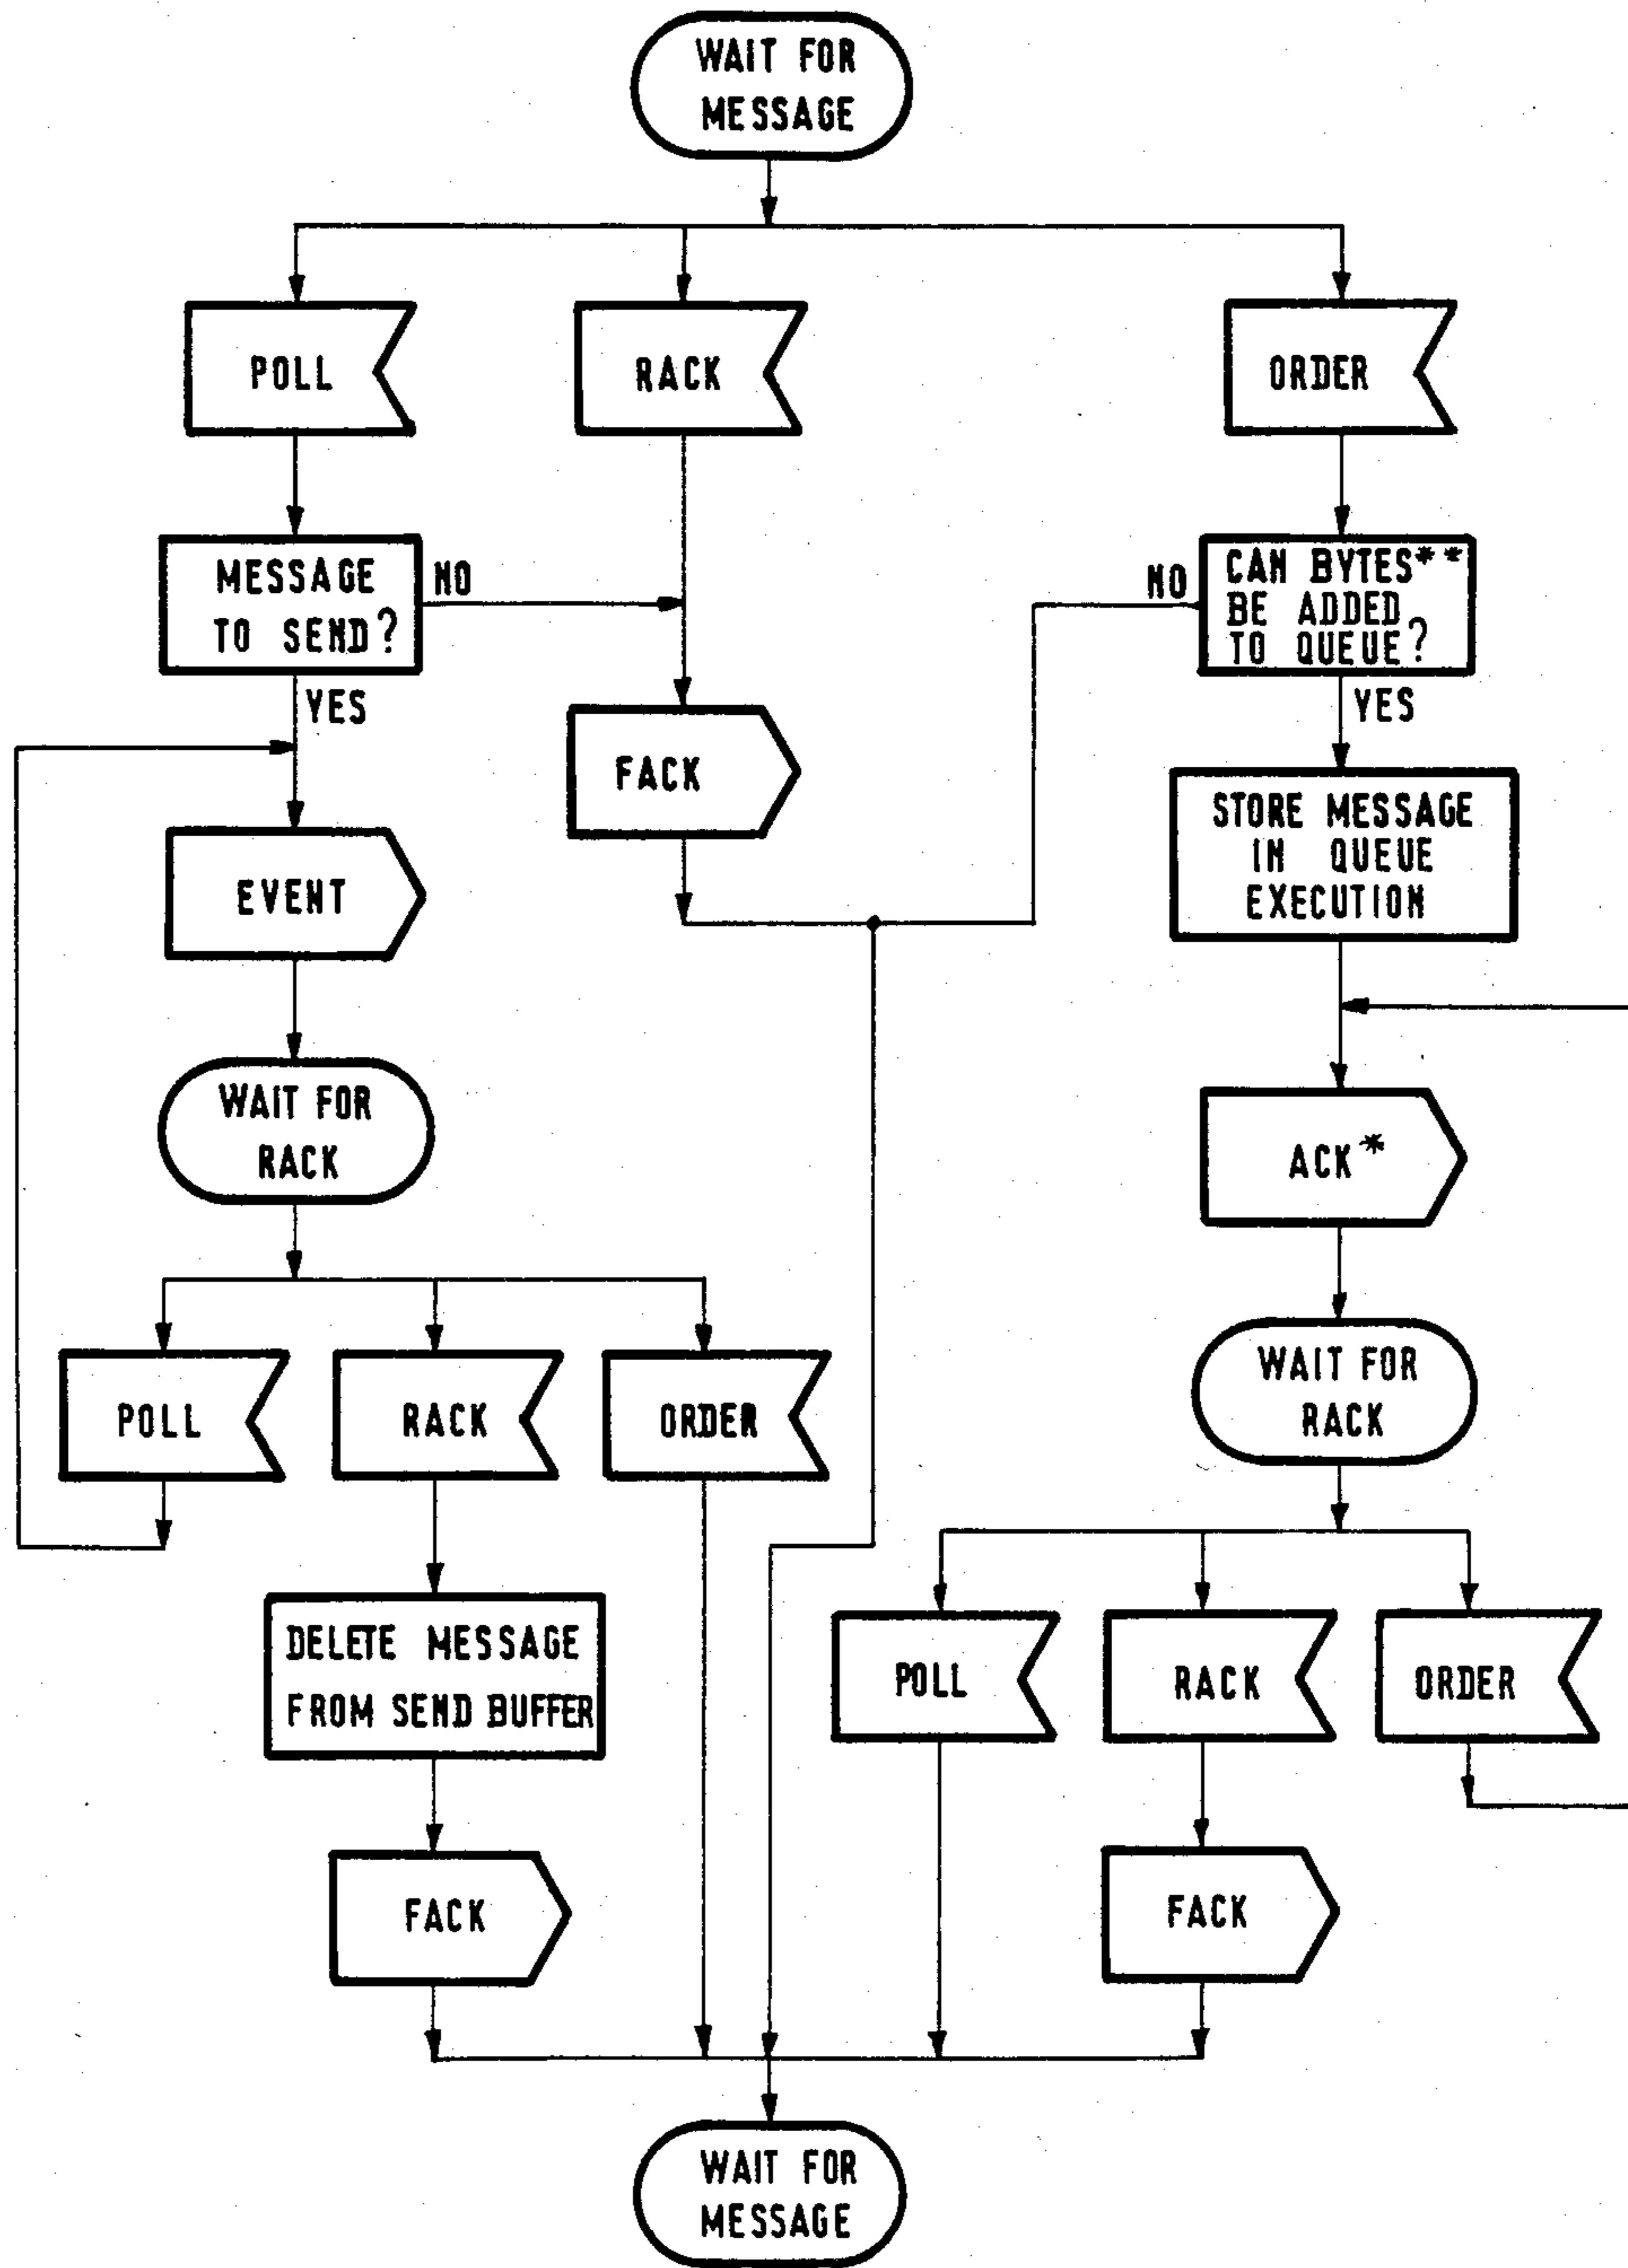 WAIT FOR
MESSAGE
POLL
RACK
ORDER
MESSAGE
TO SEND?
NO
YES
NO
CAN BYTES**
BE ADDED
TO QUEUE?
YES
FACK
STORE MESSAGE
IN QUEUE
EXECUTION
EVENT
WAIT FOR
RACK
ACK*
POLL
RACK
ORDER
WAIT FOR
RACK
DELETE MESSAGE
FROM SEND BUFFER
POLL
RACK
ORDER
FACK
FACK
WAIT FOR
MESSAGE